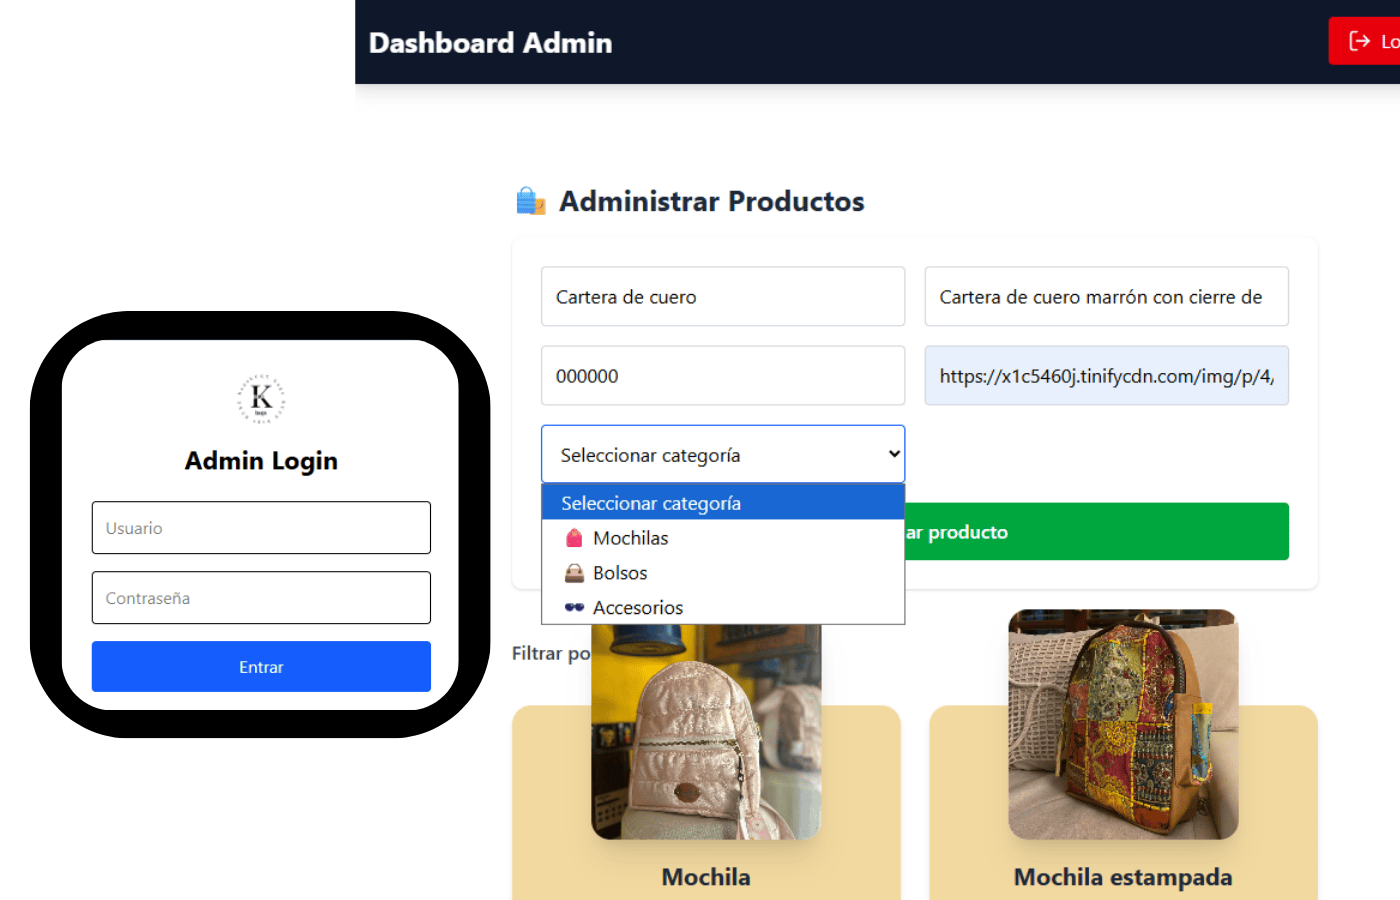 Dashboard Admin
Lo
Administrar Productos
Cartera de cuero
Cartera de cuero marrón con cierre de
000000
https://x1c5460j.tinifycdn.com/img/p/4/
Seleccionar categoría
Seleccionar categoría
Mochilas
Bolsos
Accesorios
ar producto
Filtrar po
Mochila
Mochila estampada
K
Admin Login
Usuario
Contraseña
Entrar